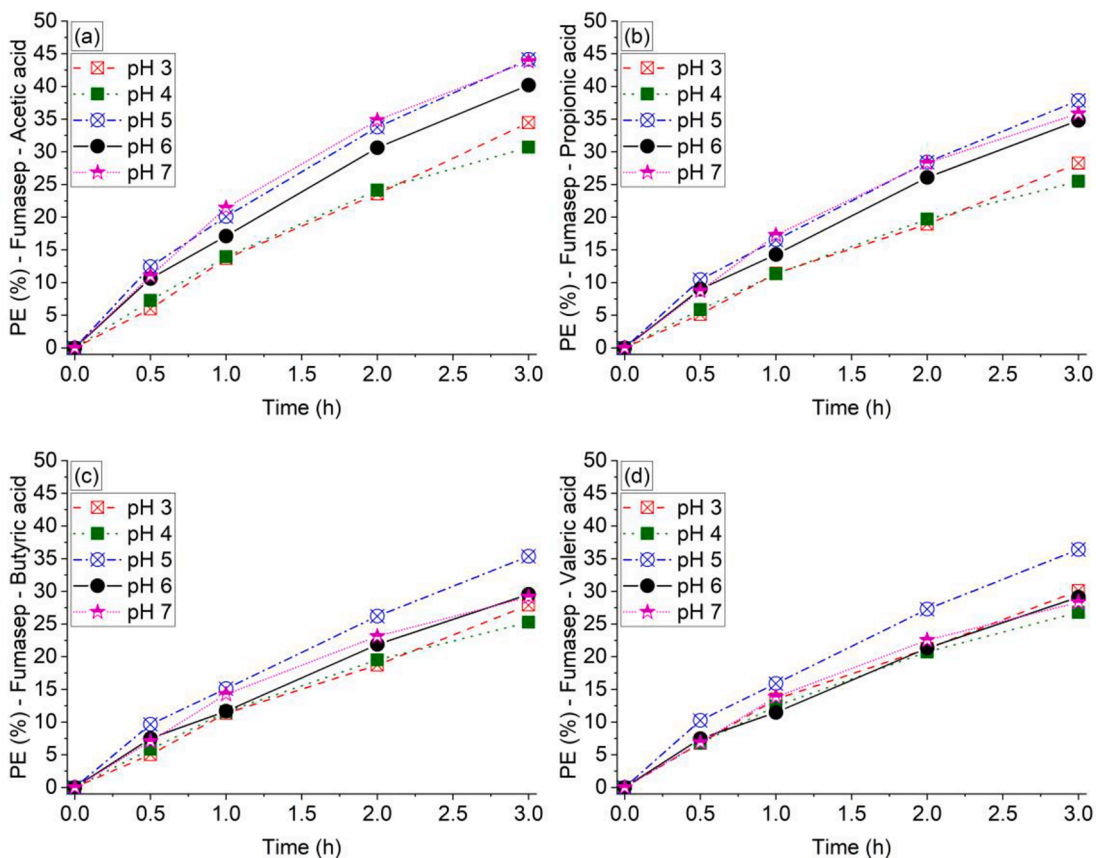 (a)
pH 3
pH 4
pH 5
pH 6
pH 7
PE (%) - Fumasep - Acetic acid
50
45
40
35
30
25
20
15
10
5
0
0.0 0.5 1.0 1.5 2.0 2.5 3.0
Time (h)
(b)
pH 3
pH 4
pH 5
pH 6
pH 7
PE (%) - Fumasep - Propionic acid
50
45
40
35
30
25
20
15
10
5
0
0.0 0.5 1.0 1.5 2.0 2.5 3.0
Time (h)
(c)
pH 3
pH 4
pH 5
pH 6
pH 7
PE (%) - Fumasep - Butyric acid
50
45
40
35
30
25
20
15
10
5
0
0.0 0.5 1.0 1.5 2.0 2.5 3.0
Time (h)
(d)
pH 3
pH 4
pH 5
pH 6
pH 7
PE (%) - Fumasep - Valeric acid
50
45
40
35
30
25
20
15
10
5
0
0.0 0.5 1.0 1.5 2.0 2.5 3.0
Time (h)